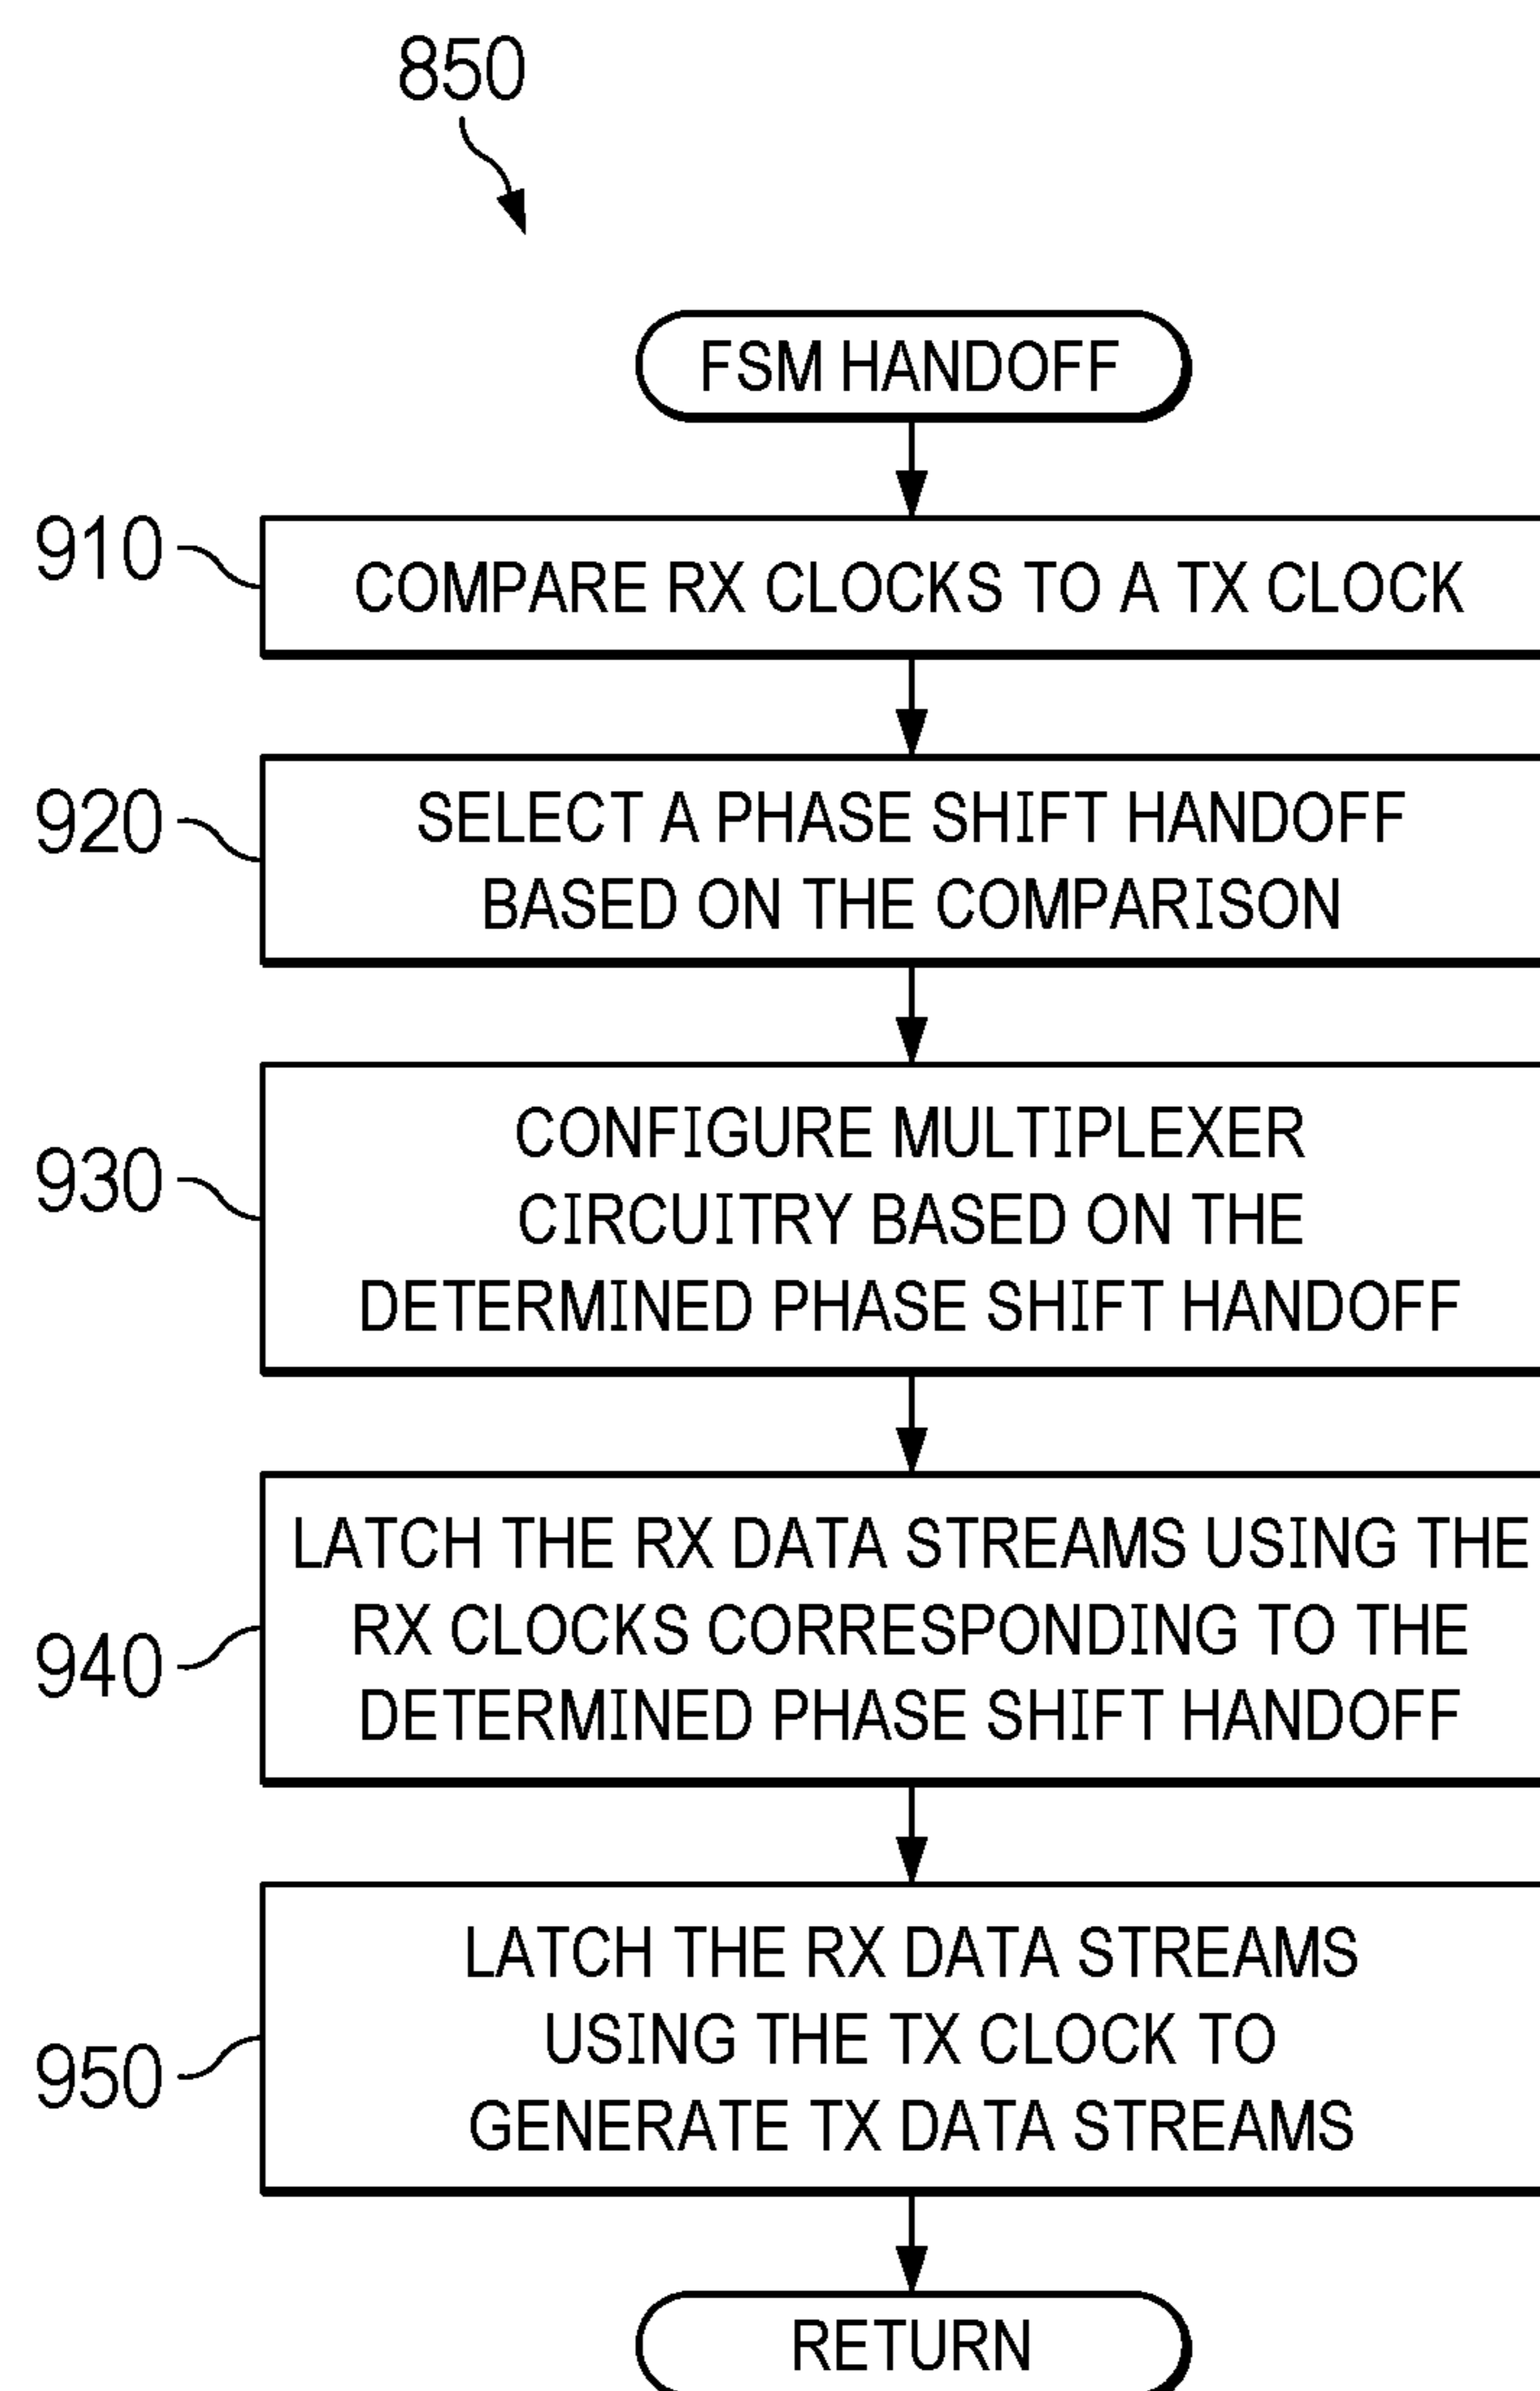 850
FSM HANDOFF
910
COMPARE RX CLOCKS TO A TX CLOCK
920
SELECT A PHASE SHIFT HANDOFF
BASED ON THE COMPARISON
930
CONFIGURE MULTIPLEXER
CIRCUITRY BASED ON THE
DETERMINED PHASE SHIFT HANDOFF
940
LATCH THE RX DATA STREAMS USING THE
RX CLOCKS CORRESPONDING TO THE
DETERMINED PHASE SHIFT HANDOFF
950
LATCH THE RX DATA STREAMS
USING THE TX CLOCK TO
GENERATE TX DATA STREAMS
RETURN